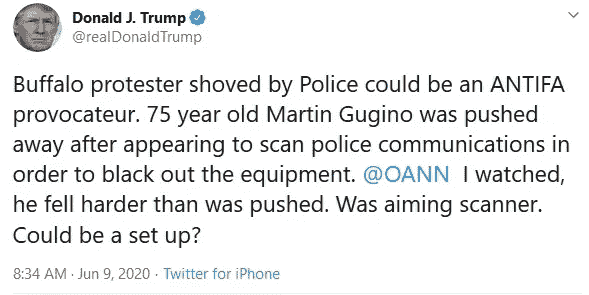 Donald J. Trump
@realDonaldTrump
Buffalo protester shoved by Police could be an ANTIFA
provocateur. 75 year old Martin Gugino was pushed
away after appearing to scan police communications in
order to black out the equipment. @OANN  I watched,
he fell harder than was pushed. Was aiming scanner.
Could be a set up?
8:34 AM · Jun 9, 2020 · Twitter for iPhone